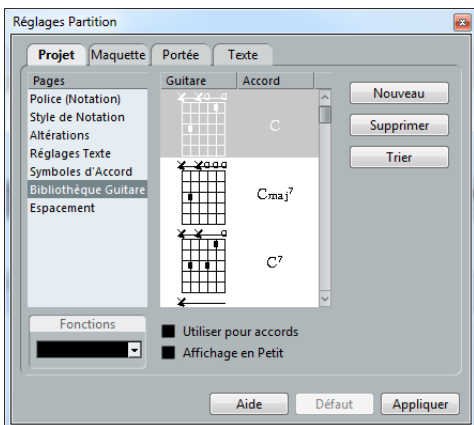 Réglages Partition
Projet
Maquette
Portée
Texte
Pages
Police (Notation)
Style de Notation
Altérations
Réglages Texte
Symboles d'Accord
Bibliothèque Guitare
Espacement
Fonctions
Guitare
Accord
C
Cmaj7
C7
Utiliser pour accords
Affichage en Petit
Nouveau
Supprimer
Trier
Aide
Défaut
Appliquer